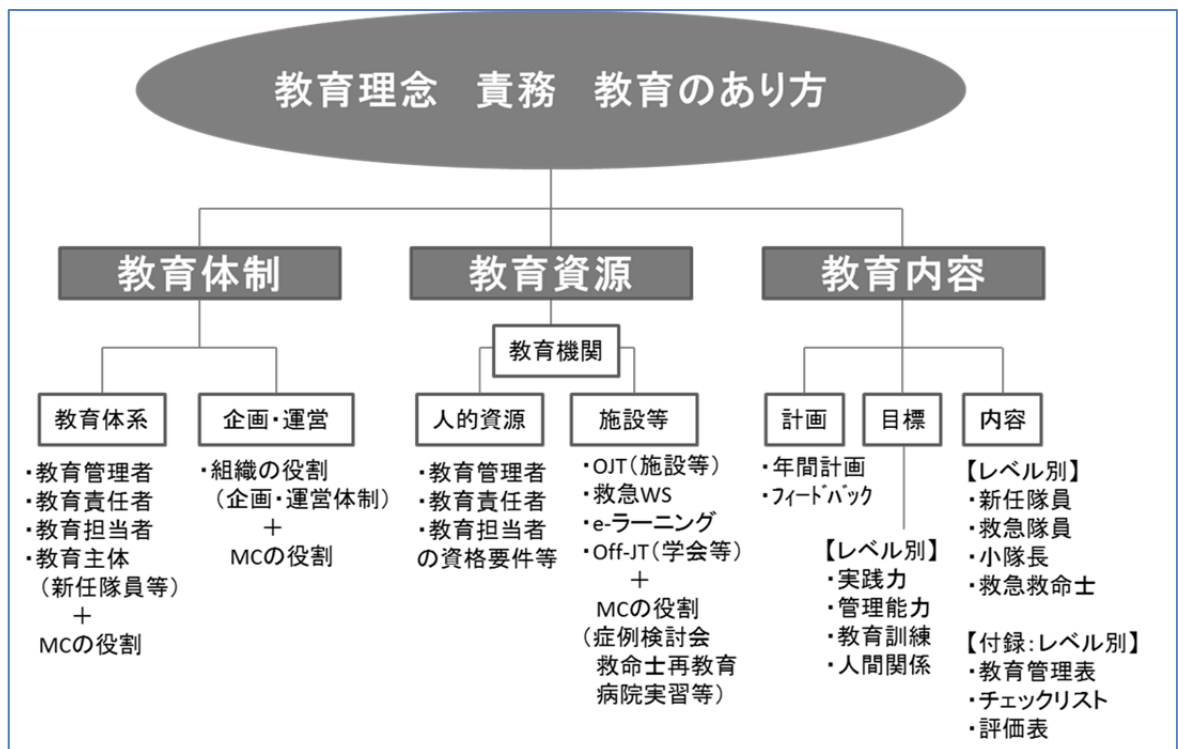 教育理念　責務　教育のあり方
教育体制
教育体系
・教育管理者
・教育責任者
・教育担当者
・教育主体
（新任隊員等）
＋
MCの役割
企画・運営
・組織の役割
（企画・運営体制）
＋
MCの役割
教育資源
教育機関
人的資源
・教育管理者
・教育責任者
・教育担当者
の資格要件等
施設等
・OJT（施設等）
・救急WS
・e-ラーニング
・Off-JT（学会等）
＋
MCの役割
（症例検討会
救命士再教育
病院実習等）
教育内容
計画
・年間計画
・ﾌｨｰﾄﾞﾊﾞｯｸ
目標
【レベル別】
・実践力
・管理能力
・教育訓練
・人間関係
内容
【レベル別】
・新任隊員
・救急隊員
・小隊長
・救急救命士
【付録：レベル別】
・教育管理表
・チェックリスト
・評価表